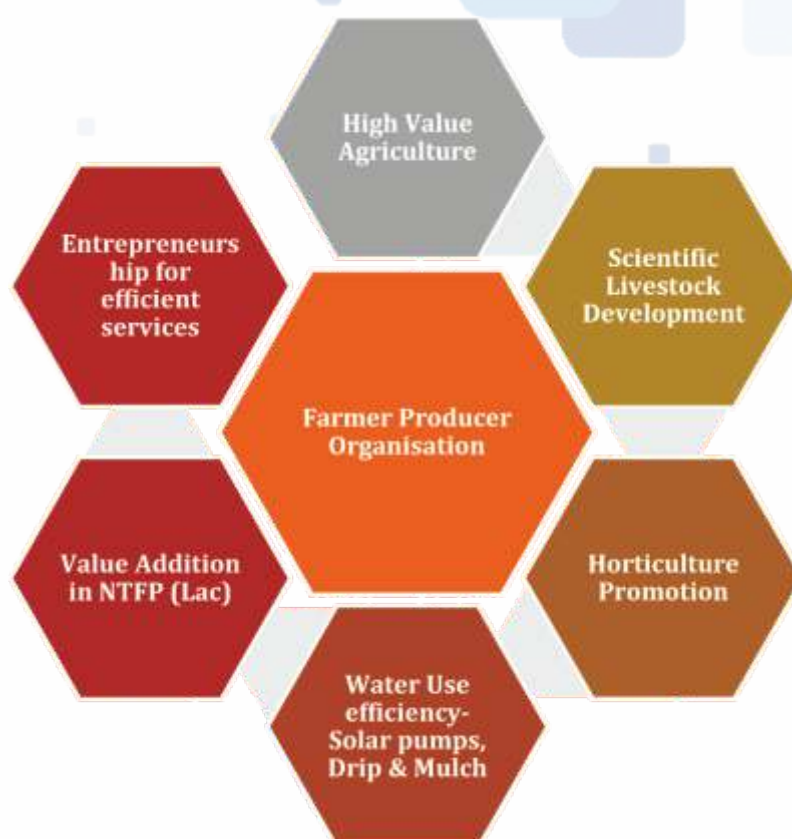 High Value
Agriculture
Entrepreneurs
hip for
efficient
services
Scientific
Livestock
Development
Farmer Producer
Organisation
Value Addition
in NTFP (Lac)
Horticulture
Promotion
Water Use
efficiency-
Solar pumps,
Drip & Mulch